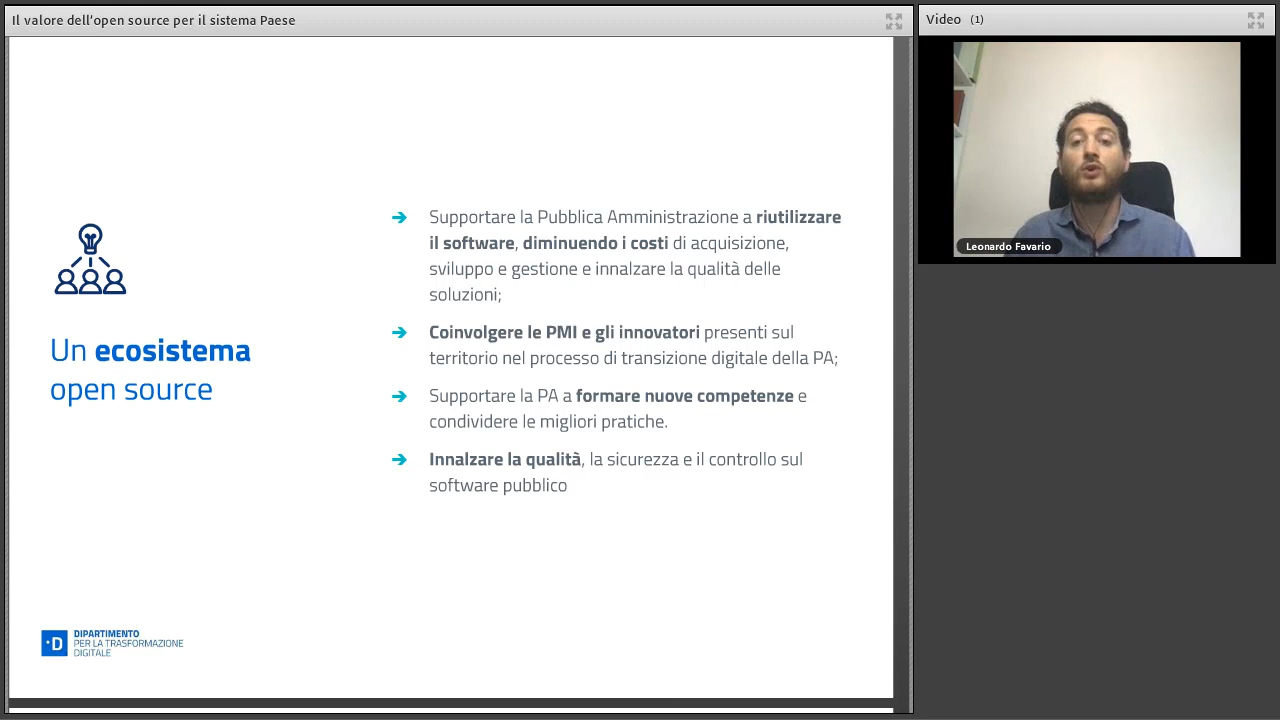 Il valore dell'open source per il sistema Paese
Un ecosistema
open source
➔ Supportare la Pubblica Amministrazione a riutilizzare
il software, diminuendo i costi di acquisizione,
sviluppo e gestione e innalzare la qualità delle
soluzioni;
➔ Coinvolgere le PMI e gli innovatori presenti sul
territorio nel processo di transizione digitale della PA;
➔ Supportare la PA a formare nuove competenze e
condividere le migliori pratiche.
➔ Innalzare la qualità, la sicurezza e il controllo sul
software pubblico
·D
DIPARTIMENTO
PER LA TRASFORMAZIONE
DIGITALE
Video (1)
Leonardo Favario